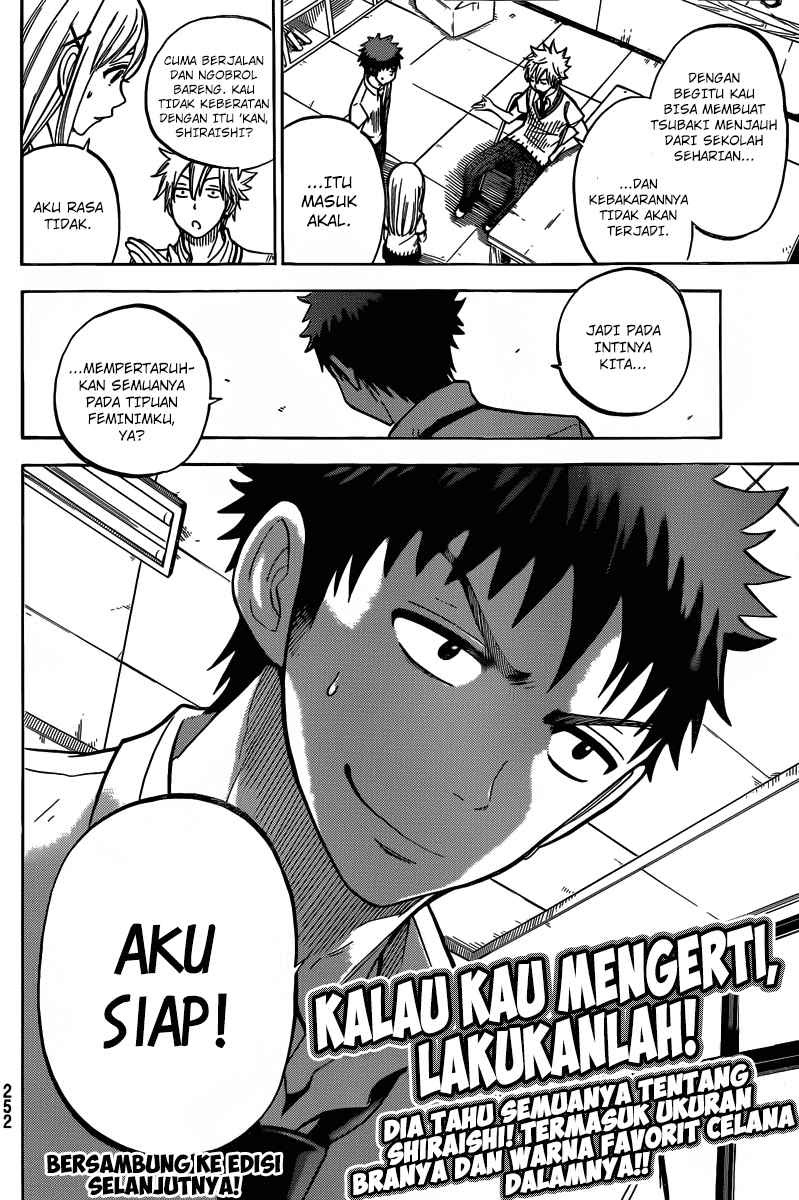 DENGAN
BEGITU KAU
BISA MEMBUAT
TSUBAKI MENJAUH
DARI SEKOLAH
SEHARIAN...
...DAN
KEBAKARANNYA
TIDAK AKAN
TERJADI.
...ITU
MASUK
AKAL.
CUMA BERJALAN
DAN NGOBROL
BARENG. KAU
TIDAK KEBERATAN
DENGAN ITU 'KAN,
SHIRAISHI?
AKU RASA
TIDAK.
JADI PADA
INTINYA
KITA...
...MEMPERTARUH-
KAN SEMUANYA
PADA TIPUAN
FEMINIMKU,
YA?
AKU
SIAP!
KALAU KAU MENGERTI,
LAKUKANLAH!
DIA TAHU SEMUANYA TENTANG
SHIRAISHI! TERMASUK UKURAN
BRANYA DAN WARNA FAVORIT CELANA
DALAMNYA!!
BERSAMBUNG KE EDISI
SELANJUTNYA!
252